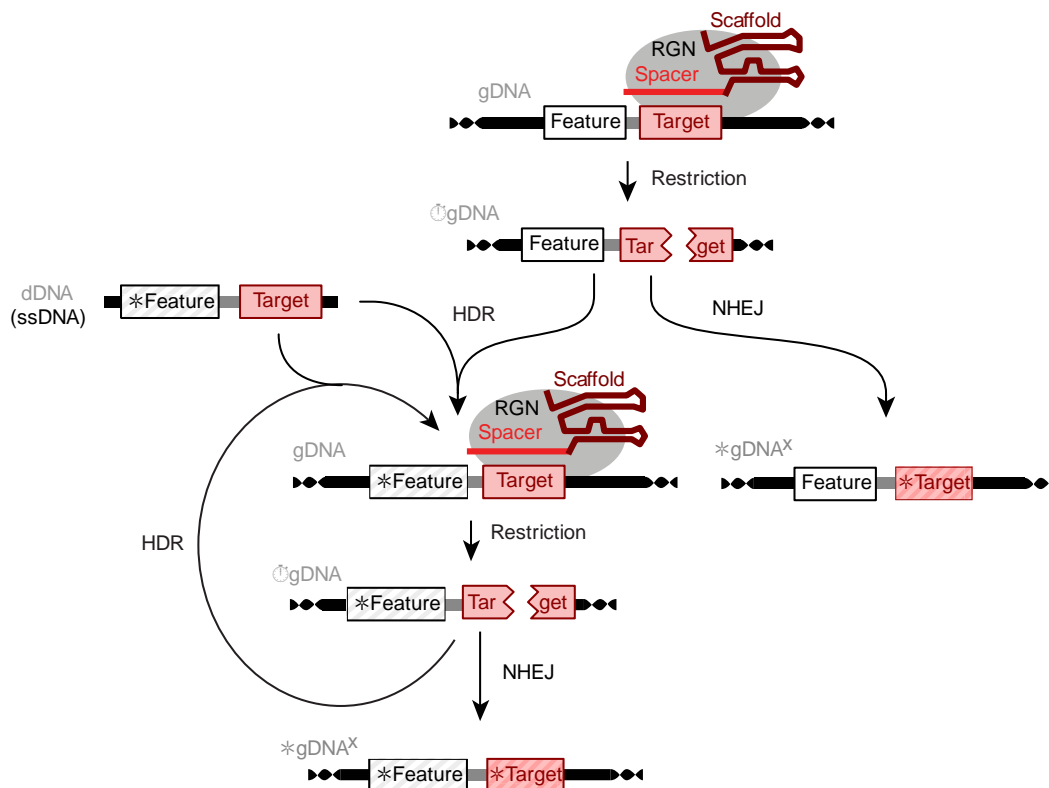 Scaffold
RGN
Spacer
gDNA
Feature
Target
Restriction
⏱gDNA
Feature
Tar
get
dDNA
(ssDNA)
*Feature
Target
HDR
NHEJ
Scaffold
RGN
Spacer
gDNA
*Feature
Target
*gDNAˣ
Feature
*Target
Restriction
HDR
⏱gDNA
*Feature
Tar
get
NHEJ
*gDNAˣ
*Feature
*Target